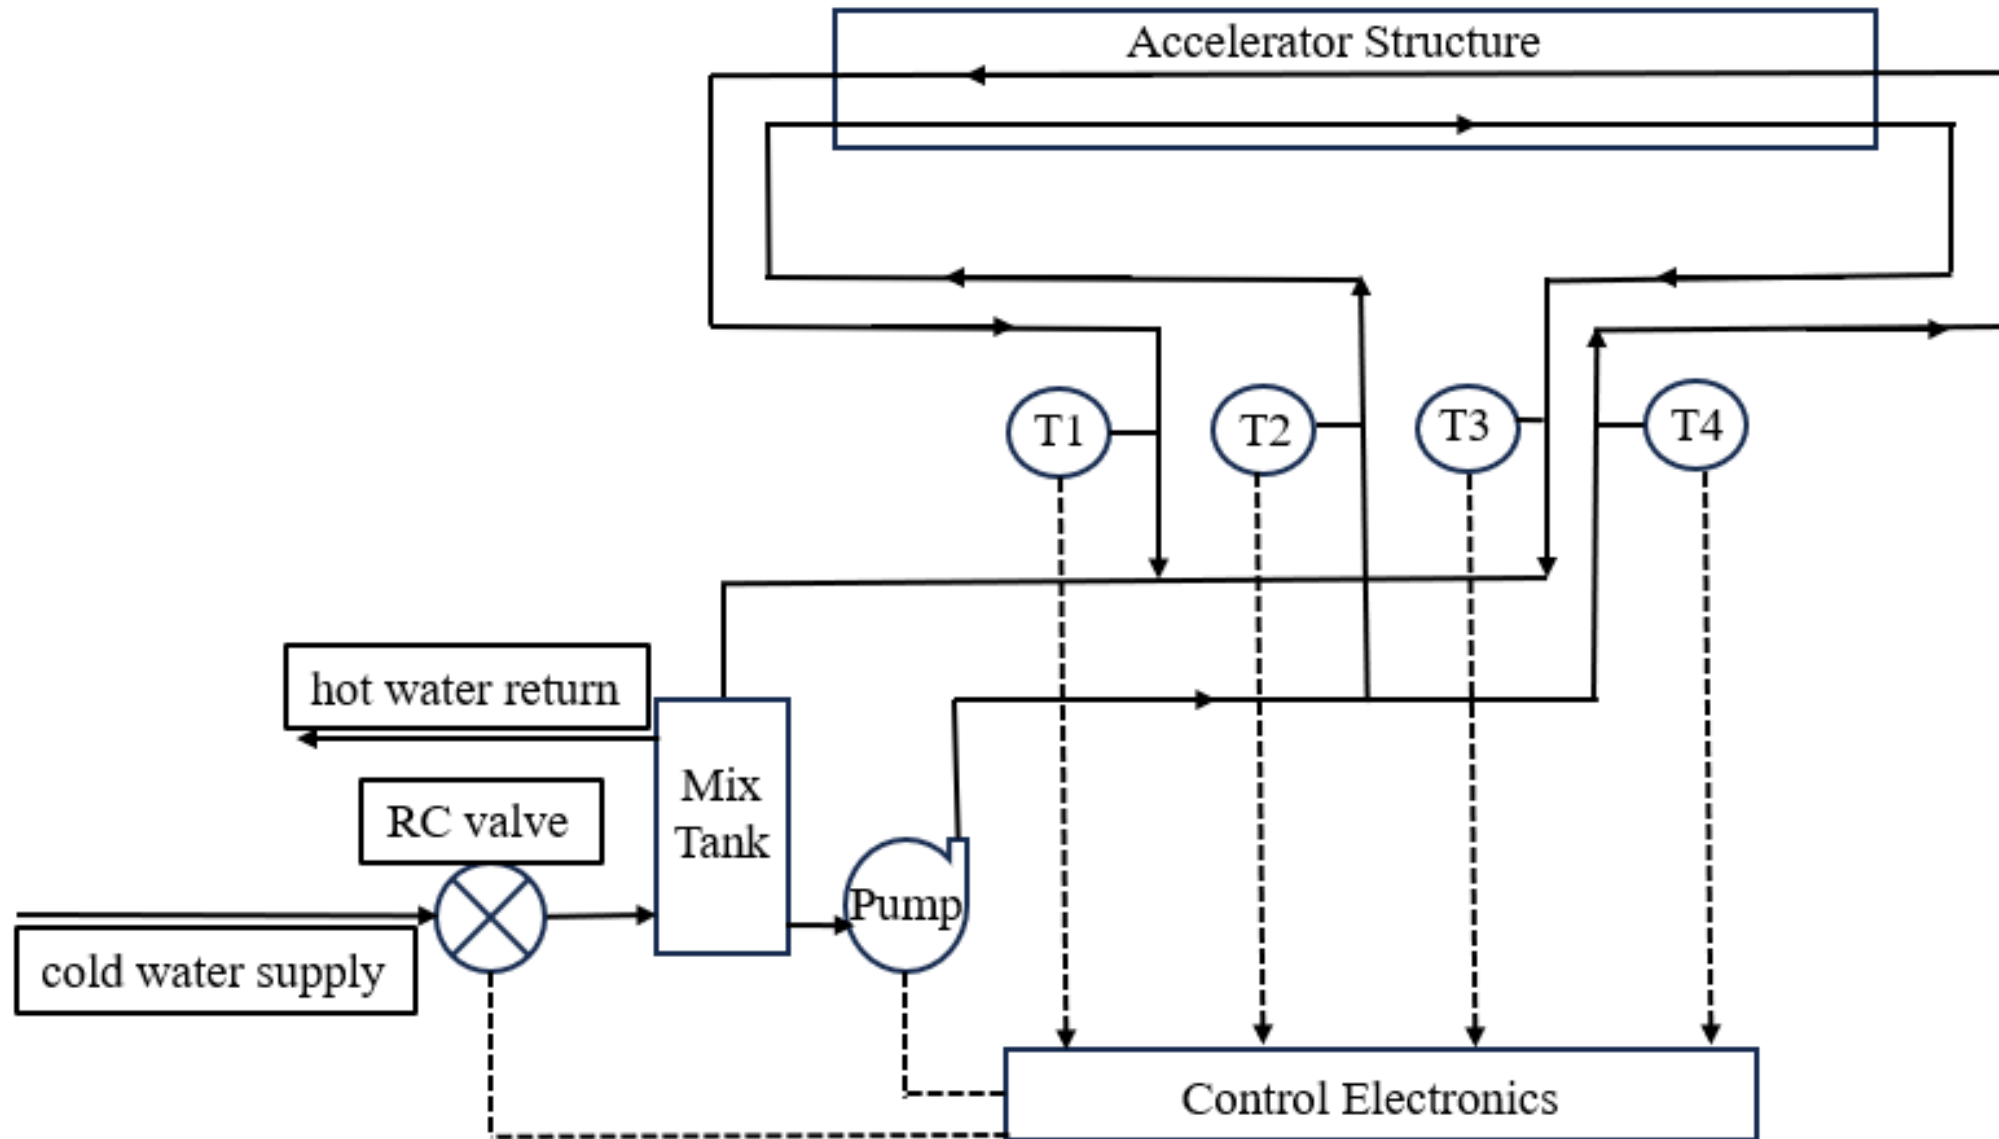 Accelerator Structure
T1
T2
T3
T4
hot water return
Mix
Tank
RC valve
Pump
cold water supply
Control Electronics